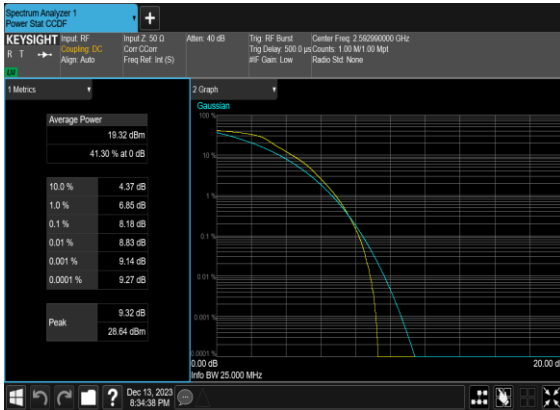 Spectrum Analyzer 1
Power Stat CCDF
KEYSIGHT
R T
Input: RF
Coupling: DC
Align: Auto
Input Z: 50 Ω
Corr CCorr
Freq Ref: Int (S)
Atten: 40 dB
Trig: RF Burst
Trig Delay: 500.0 µs
#IF Gain: Low
Center Freq: 2.592990000 GHz
Counts: 1.00 M/1.00 Mpt
Radio Std: None
1 Metrics
2 Graph
Average Power
19.32 dBm
41.30 % at 0 dB
10.0 % 4.37 dB
1.0 % 6.85 dB
0.1 % 8.18 dB
0.01 % 8.83 dB
0.001 % 9.14 dB
0.0001 % 9.27 dB
Peak
9.32 dB
28.64 dBm
Gaussian
100 %
10 %
1 %
0.1 %
0.01 %
0.001 %
0.0001 %
0.00 dB
20.00 d
Info BW 25.000 MHz
?
Dec 13, 2023
8:34:38 PM